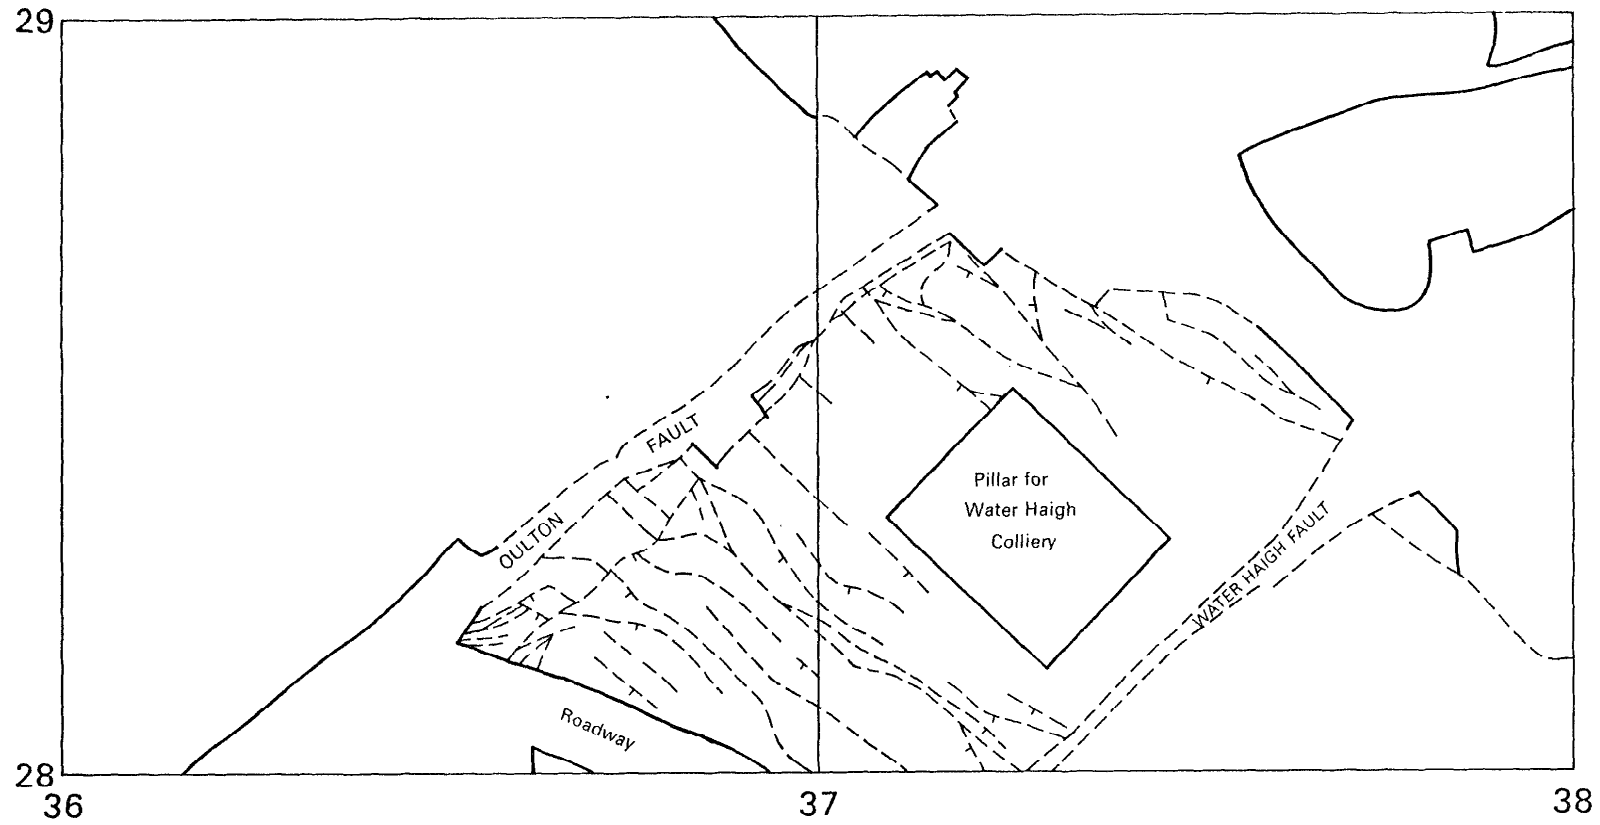 29
FAULT
Pillar for
Water Haigh
Colliery
OULTON
WATER HAIGH FAULT
Roadway
28
36
37
38